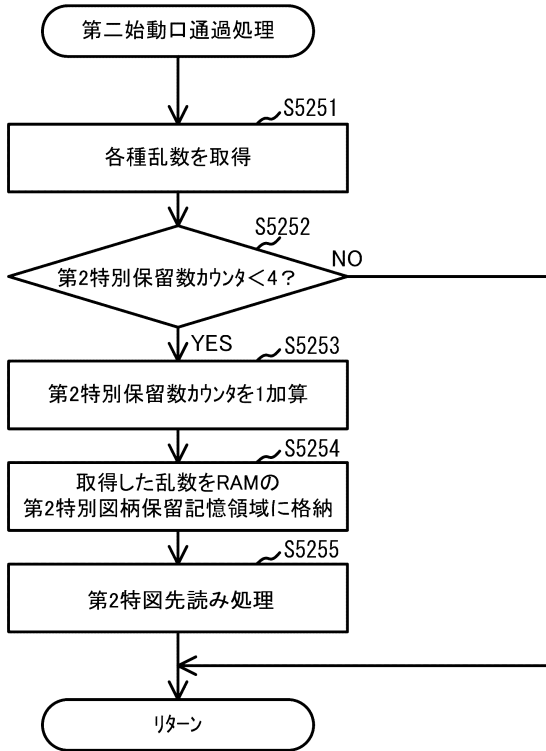 第二始動口通過処理
S5251
各種乱数を取得
S5252
第2特別保留数カウンタ<4?
NO
YES
S5253
第2特別保留数カウンタを1加算
S5254
取得した乱数をRAMの
第2特別図柄保留記憶領域に格納
S5255
第2特図先読み処理
リターン